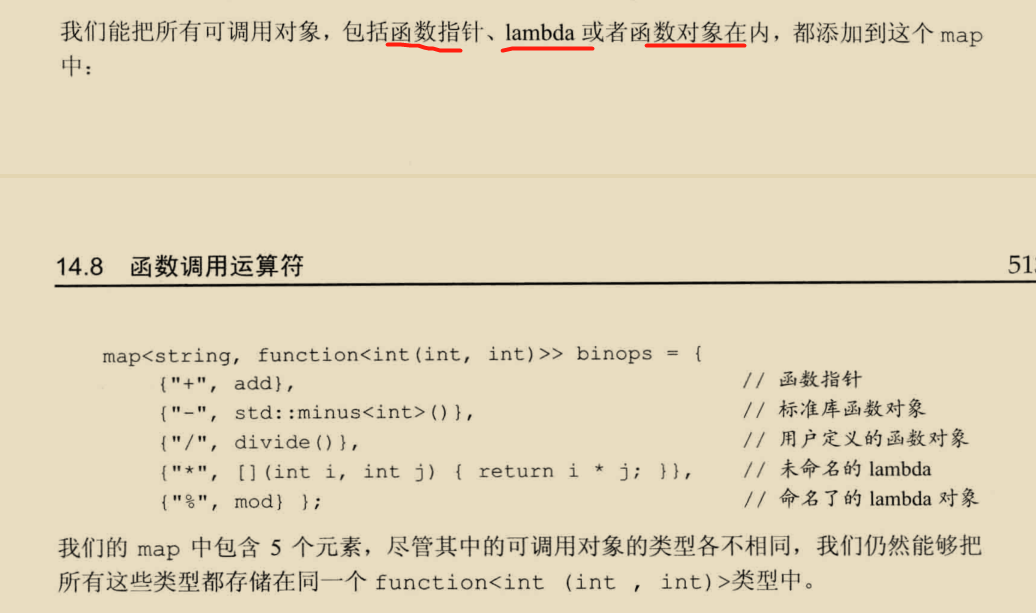 我们能把所有可调用对象，包括函数指针、lambda 或者函数对象在内，都添加到这个 map
中：
14.8 函数调用运算符
map<string, function<int(int, int)>> binops = {
{"+", add}, // 函数指针
{"-", std::minus<int>()}, // 标准库函数对象
{"/", divide()}, // 用户定义的函数对象
{"*", [](int i, int j) { return i * j; }}, // 未命名的 lambda
{"%", mod} }; // 命名了的 lambda 对象
我们的 map 中包含 5 个元素，尽管其中的可调用对象的类型各不相同，我们仍然能够把
所有这些类型都存储在同一个 function<int (int , int)>类型中。